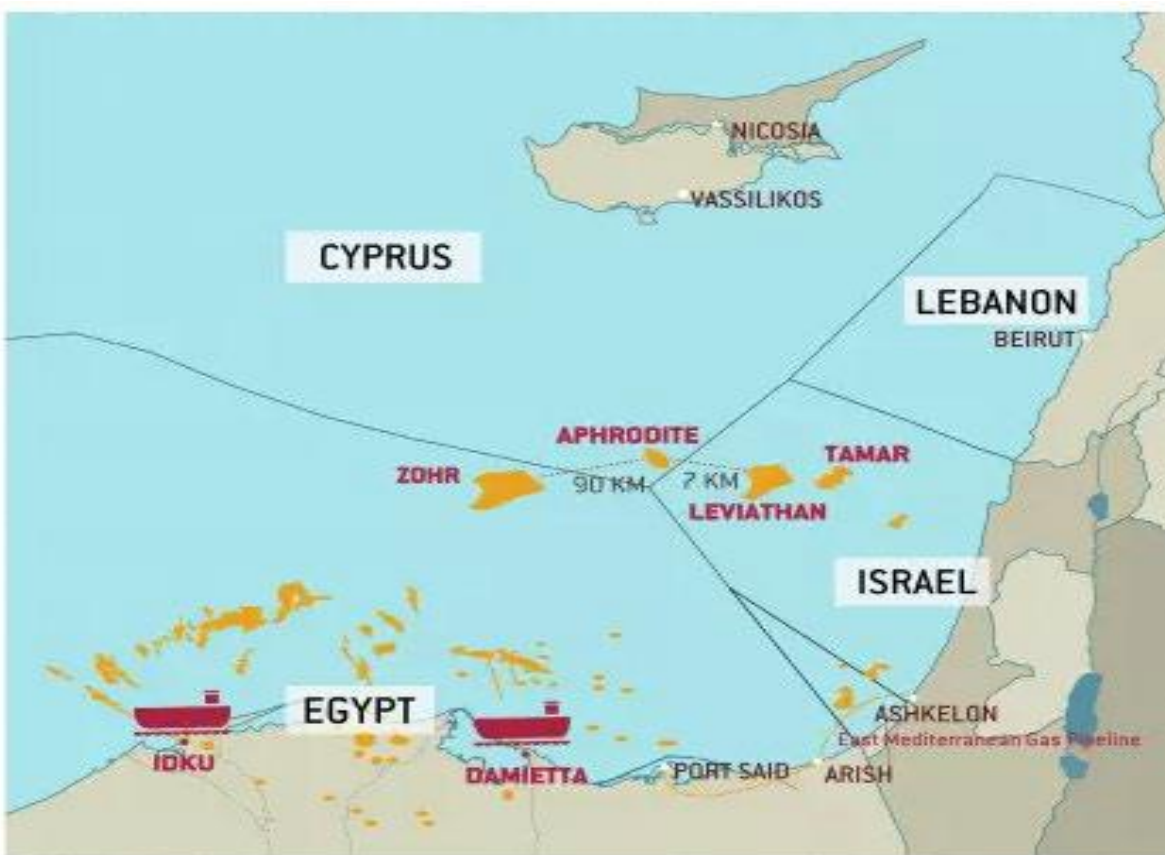 NICOSIA
VASSILIKOS
CYPRUS
LEBANON
BEIRUT
APHRODITE
TAMAR
ZOHR
90 KM
7 KM
LEVIATHAN
ISRAEL
EGYPT
ASHKELON
East Mediterranean Gas Pipeline
IDKU
DAMIETTA
PORT SAID
ARISH